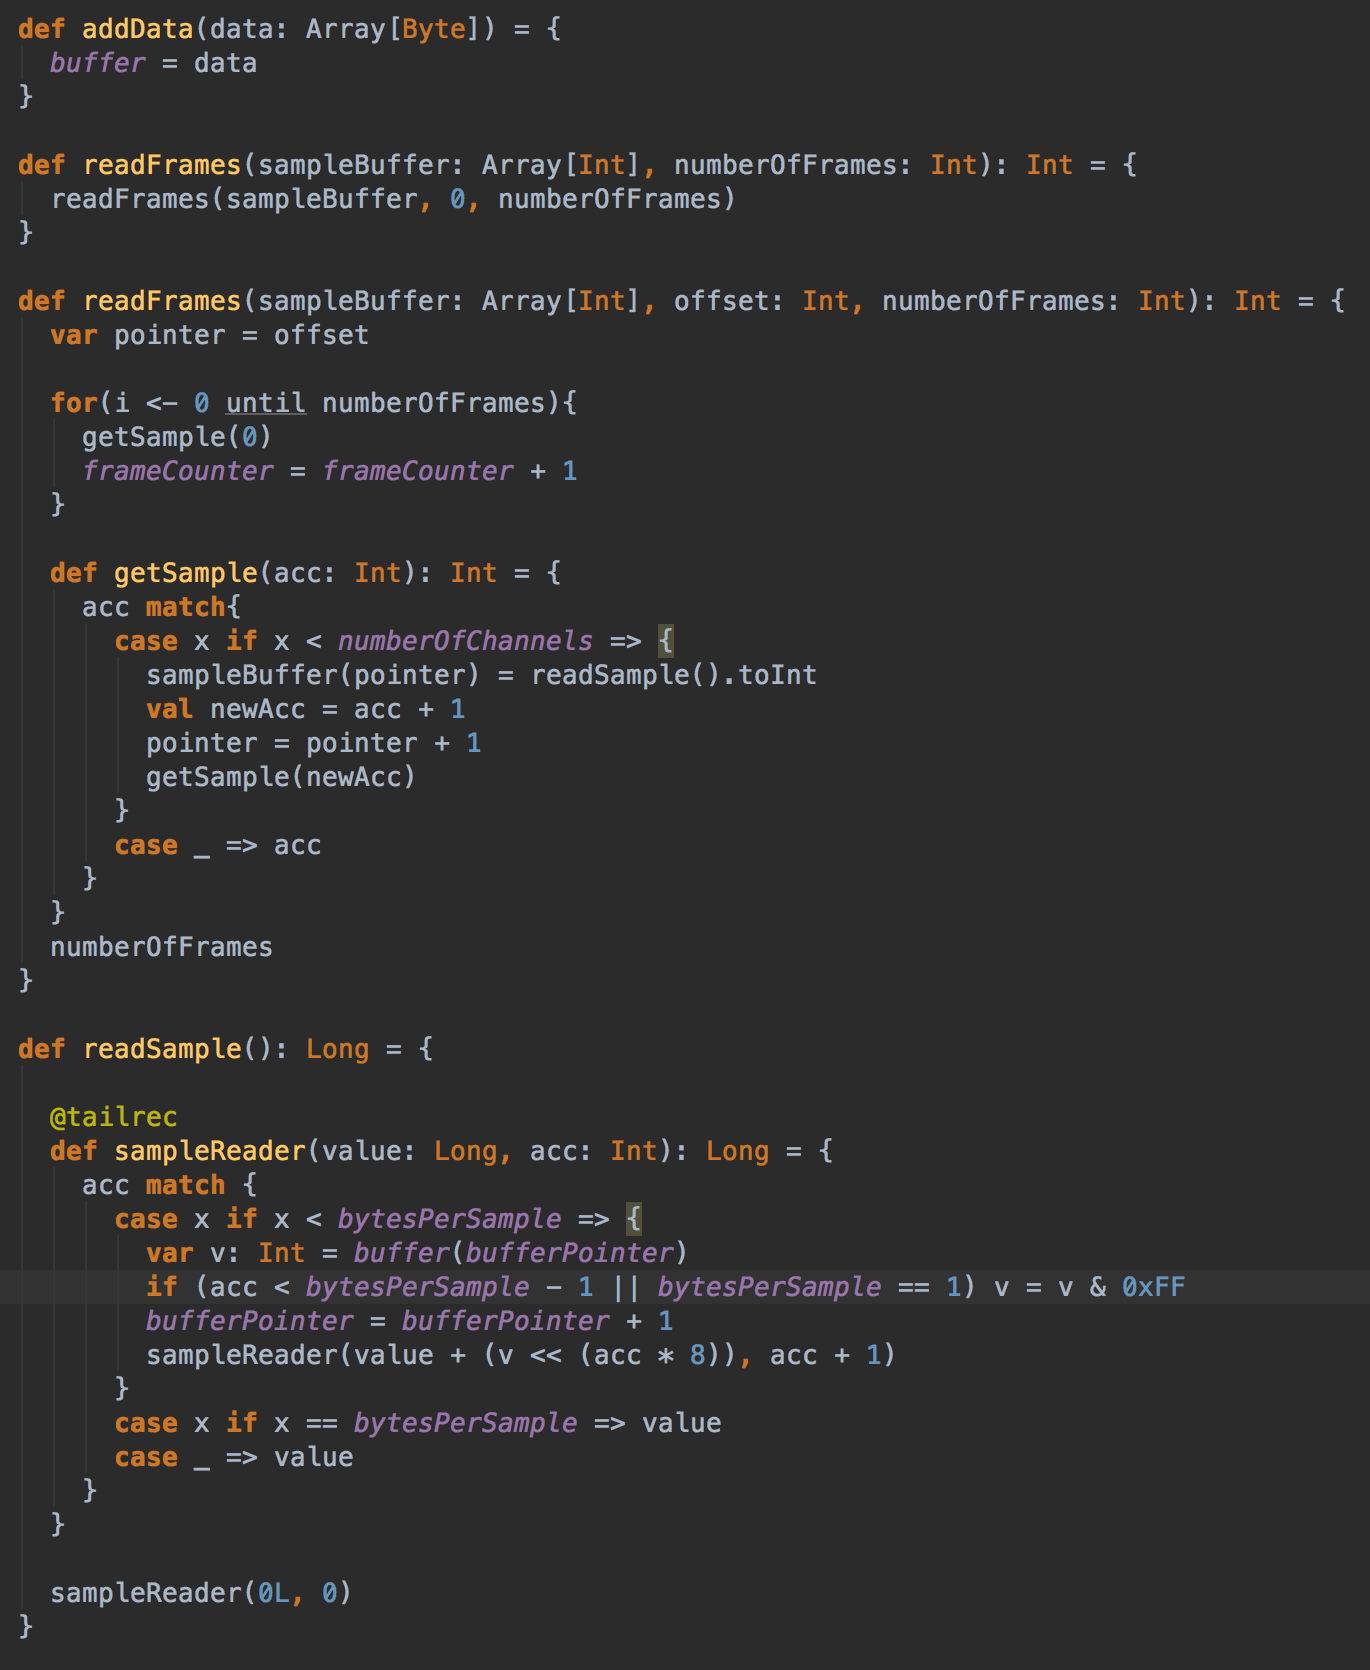 def addData(data: Array[Byte]) = {
  buffer = data
}

def readFrames(sampleBuffer: Array[Int], numberOfFrames: Int): Int = {
  readFrames(sampleBuffer, 0, numberOfFrames)
}

def readFrames(sampleBuffer: Array[Int], offset: Int, numberOfFrames: Int): Int = {
  var pointer = offset

  for(i <- 0 until numberOfFrames){
    getSample(0)
    frameCounter = frameCounter + 1
  }

  def getSample(acc: Int): Int = {
    acc match{
      case x if x < numberOfChannels => {
        sampleBuffer(pointer) = readSample().toInt
        val newAcc = acc + 1
        pointer = pointer + 1
        getSample(newAcc)
      }
      case _ => acc
    }
  }
  numberOfFrames
}

def readSample(): Long = {

  @tailrec
  def sampleReader(value: Long, acc: Int): Long = {
    acc match {
      case x if x < bytesPerSample => {
        var v: Int = buffer(bufferPointer)
        if (acc < bytesPerSample - 1 || bytesPerSample == 1) v = v & 0xFF
        bufferPointer = bufferPointer + 1
        sampleReader(value + (v << (acc * 8)), acc + 1)
      }
      case x if x == bytesPerSample => value
      case _ => value
    }
  }

  sampleReader(0L, 0)
}